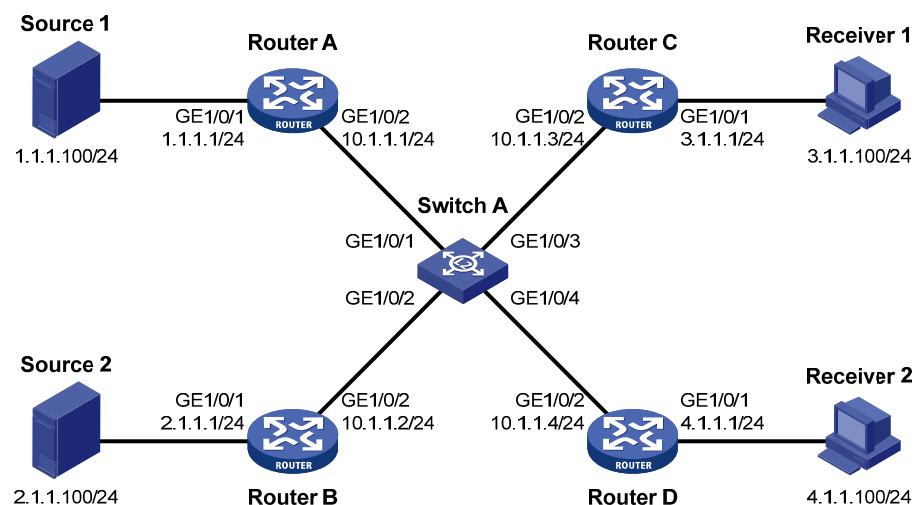 Source 1
Router A
Router C
Receiver 1
GE1/0/1
1.1.1.1/24
GE1/0/2
10.1.1.1/24
GE1/0/2
10.1.1.3/24
GE1/0/1
3.1.1.1/24
ROUTER
ROUTER
1.1.1.100/24
3.1.1.100/24
Switch A
GE1/0/1
GE1/0/3
GE1/0/2
GE1/0/4
Source 2
Receiver 2
GE1/0/1
2.1.1.1/24
GE1/0/2
10.1.1.2/24
GE1/0/2
10.1.1.4/24
GE1/0/1
4.1.1.1/24
ROUTER
ROUTER
2.1.1.100/24
Router B
Router D
4.1.1.100/24